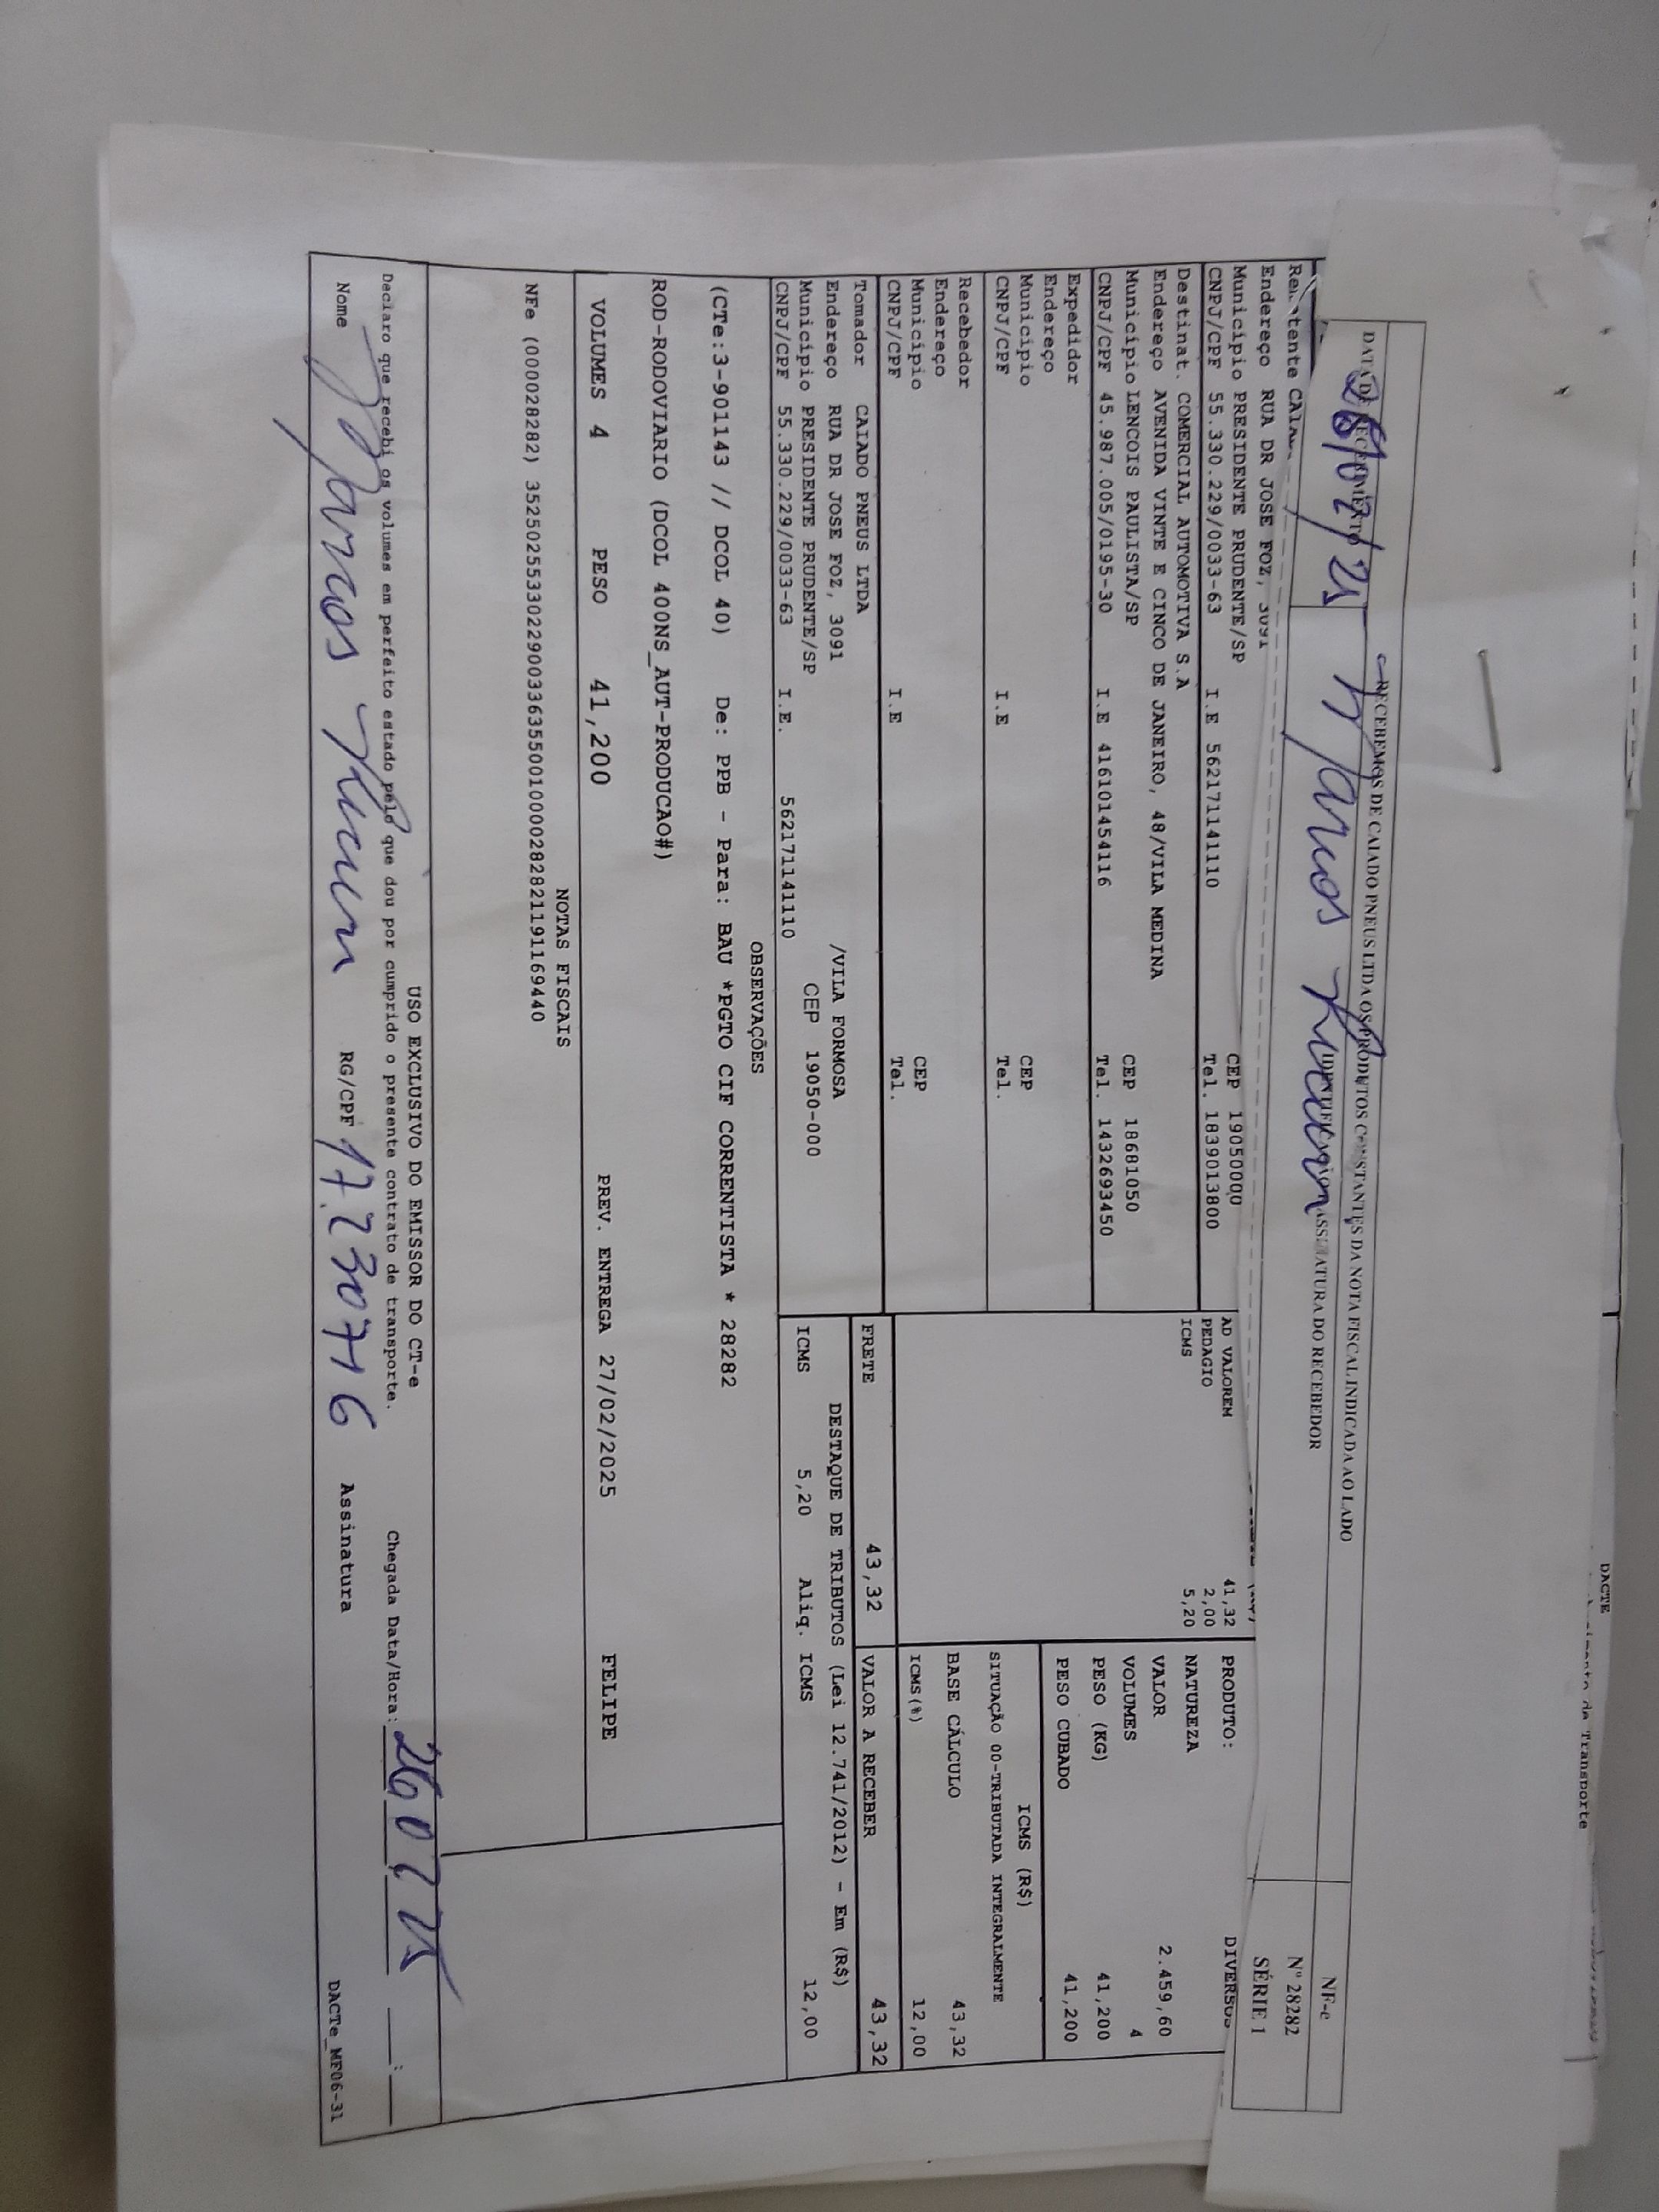 DACTE
RECEBEMOS DE CAIADO PNEUS LTDA OS PRODUTOS CONSTANTES DA NOTA FISCAL INDICADA AO LADO
NF-e
Nº 28282
SÉRIE 1
DATA DE RECEBIMENTO
26/02/25
Marcos
ASSINATURA DO RECEBEDOR
Endereço RUA DR JOSE FOZ, 3091
Município PRESIDENTE PRUDENTE/SP CEP 19050000
CNPJ/CPF 55.330.229/0033-63 I.E 562171141110 Tel. 1839013800
Destinat. COMERCIAL AUTOMOTIVA S.A
Endereço AVENIDA VINTE E CINCO DE JANEIRO, 48/VILA MEDINA
Município LENCOIS PAULISTA/SP CEP 18681050
CNPJ/CPF 45.987.005/0195-30 I.E 416101454116 Tel. 1432693450
Expedidor
Endereço
Município CEP
CNPJ/CPF I.E Tel.
Recebedor
Endereço
Município CEP
CNPJ/CPF I.E Tel.
AD VALOREM 41,32
PEDAGIO 2,00
ICMS 5,20
PRODUTO: DIVERSOS
NATUREZA
VALOR 2.459,60
VOLUMES 4
PESO (KG) 41,200
PESO CUBADO 41,200
ICMS (R$)
SITUAÇÃO 00-TRIBUTADA INTEGRALMENTE
BASE CÁLCULO 43,32
ICMS(%) 12,00
Tomador CAIADO PNEUS LTDA
Endereço RUA DR JOSE FOZ, 3091 /VILA FORMOSA
Município PRESIDENTE PRUDENTE/SP CEP 19050-000
CNPJ/CPF 55.330.229/0033-63 I.E. 562171141110
FRETE 43,32 VALOR A RECEBER 43,32
DESTAQUE DE TRIBUTOS (Lei 12.741/2012) - Em (R$)
ICMS 5,20 Aliq. ICMS 12,00
OBSERVAÇÕES
(CTe:3-901143 // DCOL 40) De: PPB - Para: BAU *PGTO CIF CORRENTISTA * 28282
ROD-RODOVIARIO (DCOL 400NS_AUT-PRODUCAO#)
VOLUMES 4 PESO 41,200 PREV. ENTREGA 27/02/2025 FELIPE
NOTAS FISCAIS
NFe (000028282) 35250255330229003363550010000282821191169440
USO EXCLUSIVO DO EMISSOR DO CT-e
Declaro que recebi os volumes em perfeito estado pelo que dou por cumprido o presente contrato de transporte. Chegada Data/Hora: 26 02 25 __:__
Nome Marcos RG/CPF 17.230716 Assinatura
DACTe_MF06-31